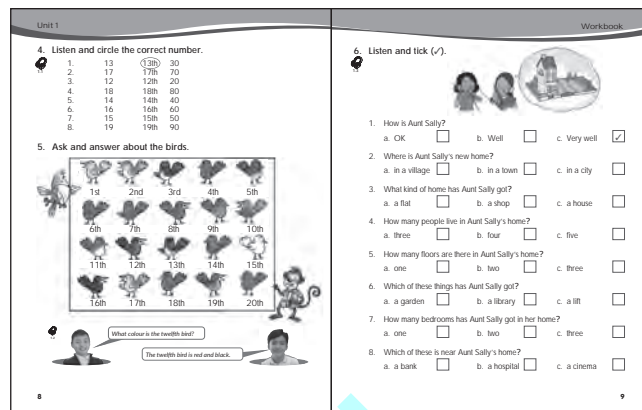 Unit 1
4. Listen and circle the correct number.
1. 13 13th 30
2. 17 17th 70
3. 12 12th 20
4. 18 18th 80
5. 14 14th 40
6. 16 16th 60
7. 15 15th 50
8. 19 19th 90
5. Ask and answer about the birds.
1st 2nd 3rd 4th 5th
6th 7th 8th 9th 10th
11th 12th 13th 14th 15th
16th 17th 18th 19th 20th
What colour is the twelfth bird?
The twelfth bird is red and black.
8
Workbook
6. Listen and tick (✓).
1. How is Aunt Sally?
a. OK b. Well c. Very well ✓
2. Where is Aunt Sally's new home?
a. in a village b. in a town c. in a city
3. What kind of home has Aunt Sally got?
a. a flat b. a shop c. a house
4. How many people live in Aunt Sally's home?
a. three b. four c. five
5. How many floors are there in Aunt Sally's home?
a. one b. two c. three
6. Which of these things has Aunt Sally got?
a. a garden b. a library c. a lift
7. How many bedrooms has Aunt Sally got in her home?
a. one b. two c. three
8. Which of these is near Aunt Sally's home?
a. a bank b. a hospital c. a cinema
9